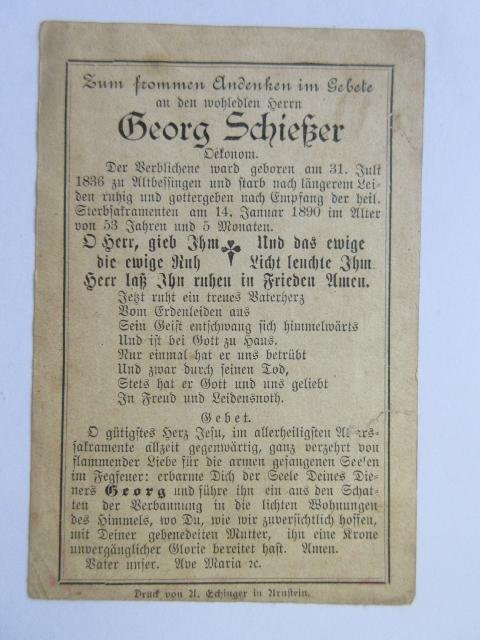 Zum frommen Andenken im Gebete
an den wohledlen Herrn
Georg Schießer
Oekonom.
Der Verblichene ward geboren am 31. Juli
1836 zu Altbessingen und starb nach längerem Lei-
den ruhig und gottergeben nach Empfang der heil.
Sterbsakramenten am 14. Januar 1890 im Alter
von 53 Jahren und 5 Monaten.
O Herr, gieb Ihm Und das ewige
die ewige Ruh Licht leuchte Ihm
Herr laß Ihn ruhen in Frieden Amen.
Jetzt ruht ein treues Vaterherz
Vom Erdenleiden aus
Sein Geist entschwang sich himmelwärts
Und ist bei Gott zu Haus.
Nur einmal hat er uns betrübt
Und zwar durch seinen Tod,
Stets hat er Gott und uns geliebt
In Freud und Leidensnoth.
Gebet.
O gütigstes Herz Jesu, im allerheiligsten Altars-
sakramente allzeit gegenwärtig, ganz verzehrt von
flammender Liebe für die armen gefangenen Seelen
im Fegfeuer: erbarme Dich der Seele Deines Die-
ners Georg und führe ihn ein aus den Schat-
ten der Verbannung in die lichten Wohnungen
des Himmels, wo Du, wie wir zuversichtlich hoffen,
mit Deiner gebenedeiten Mutter, ihn eine Krone
unvergänglicher Glorie bereitet hast. Amen.
Vater unser. Ave Maria ꝛc.
Druck von A. Echinger in Arnstein.